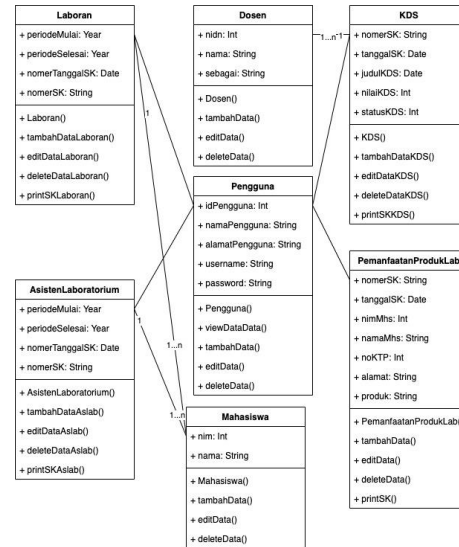 Laboran
+ periodeMulai: Year
+ periodeSelesai: Year
+ nomerTanggalSK: Date
+ nomerSK: String
+ Laboran()
+ tambahDataLaboran()
+ editDataLaboran()
+ deleteDataLaboran()
+ printSKLaboran()
Dosen
+ nidn: Int
+ nama: String
+ sebagai: String
+ Dosen()
+ tambahData()
+ editData()
+ deleteData()
1...n
1
KDS
+ nomerSK: String
+ tanggalSK: Date
+ judulKDS: Date
+ nilaiKDS: Int
+ statusKDS: Int
+ KDS()
+ tambahDataKDS()
+ editDataKDS()
+ deleteDataKDS()
+ printSKKDS()
1
Pengguna
+ idPengguna: Int
+ namaPengguna: String
+ alamatPengguna: String
+ username: String
+ password: String
+ Pengguna()
+ viewDataData()
+ tambahData()
+ editData()
+ deleteData()
AsistenLaboratorium
+ periodeMulai: Year
+ periodeSelesai: Year
+ nomerTanggalSK: Date
+ nomerSK: String
+ AsistenLaboratorium()
+ tambahDataAslab()
+ editDataAslab()
+ deleteDataAslab()
+ printSKAslab()
1
1...n
1...n
PemanfaatanProdukLab
+ nomerSK: String
+ tanggalSK: Date
+ nimMhs: String
+ namaMhs: String
+ noKTP: Int
+ alamat: String
+ produk: String
+ PemanfaatanProdukLab
+ tambahData()
+ editData()
+ deleteData()
+ printSK()
Mahasiswa
+ nim: Int
+ nama: String
+ Mahasiswa()
+ tambahData()
+ editData()
+ deleteData()